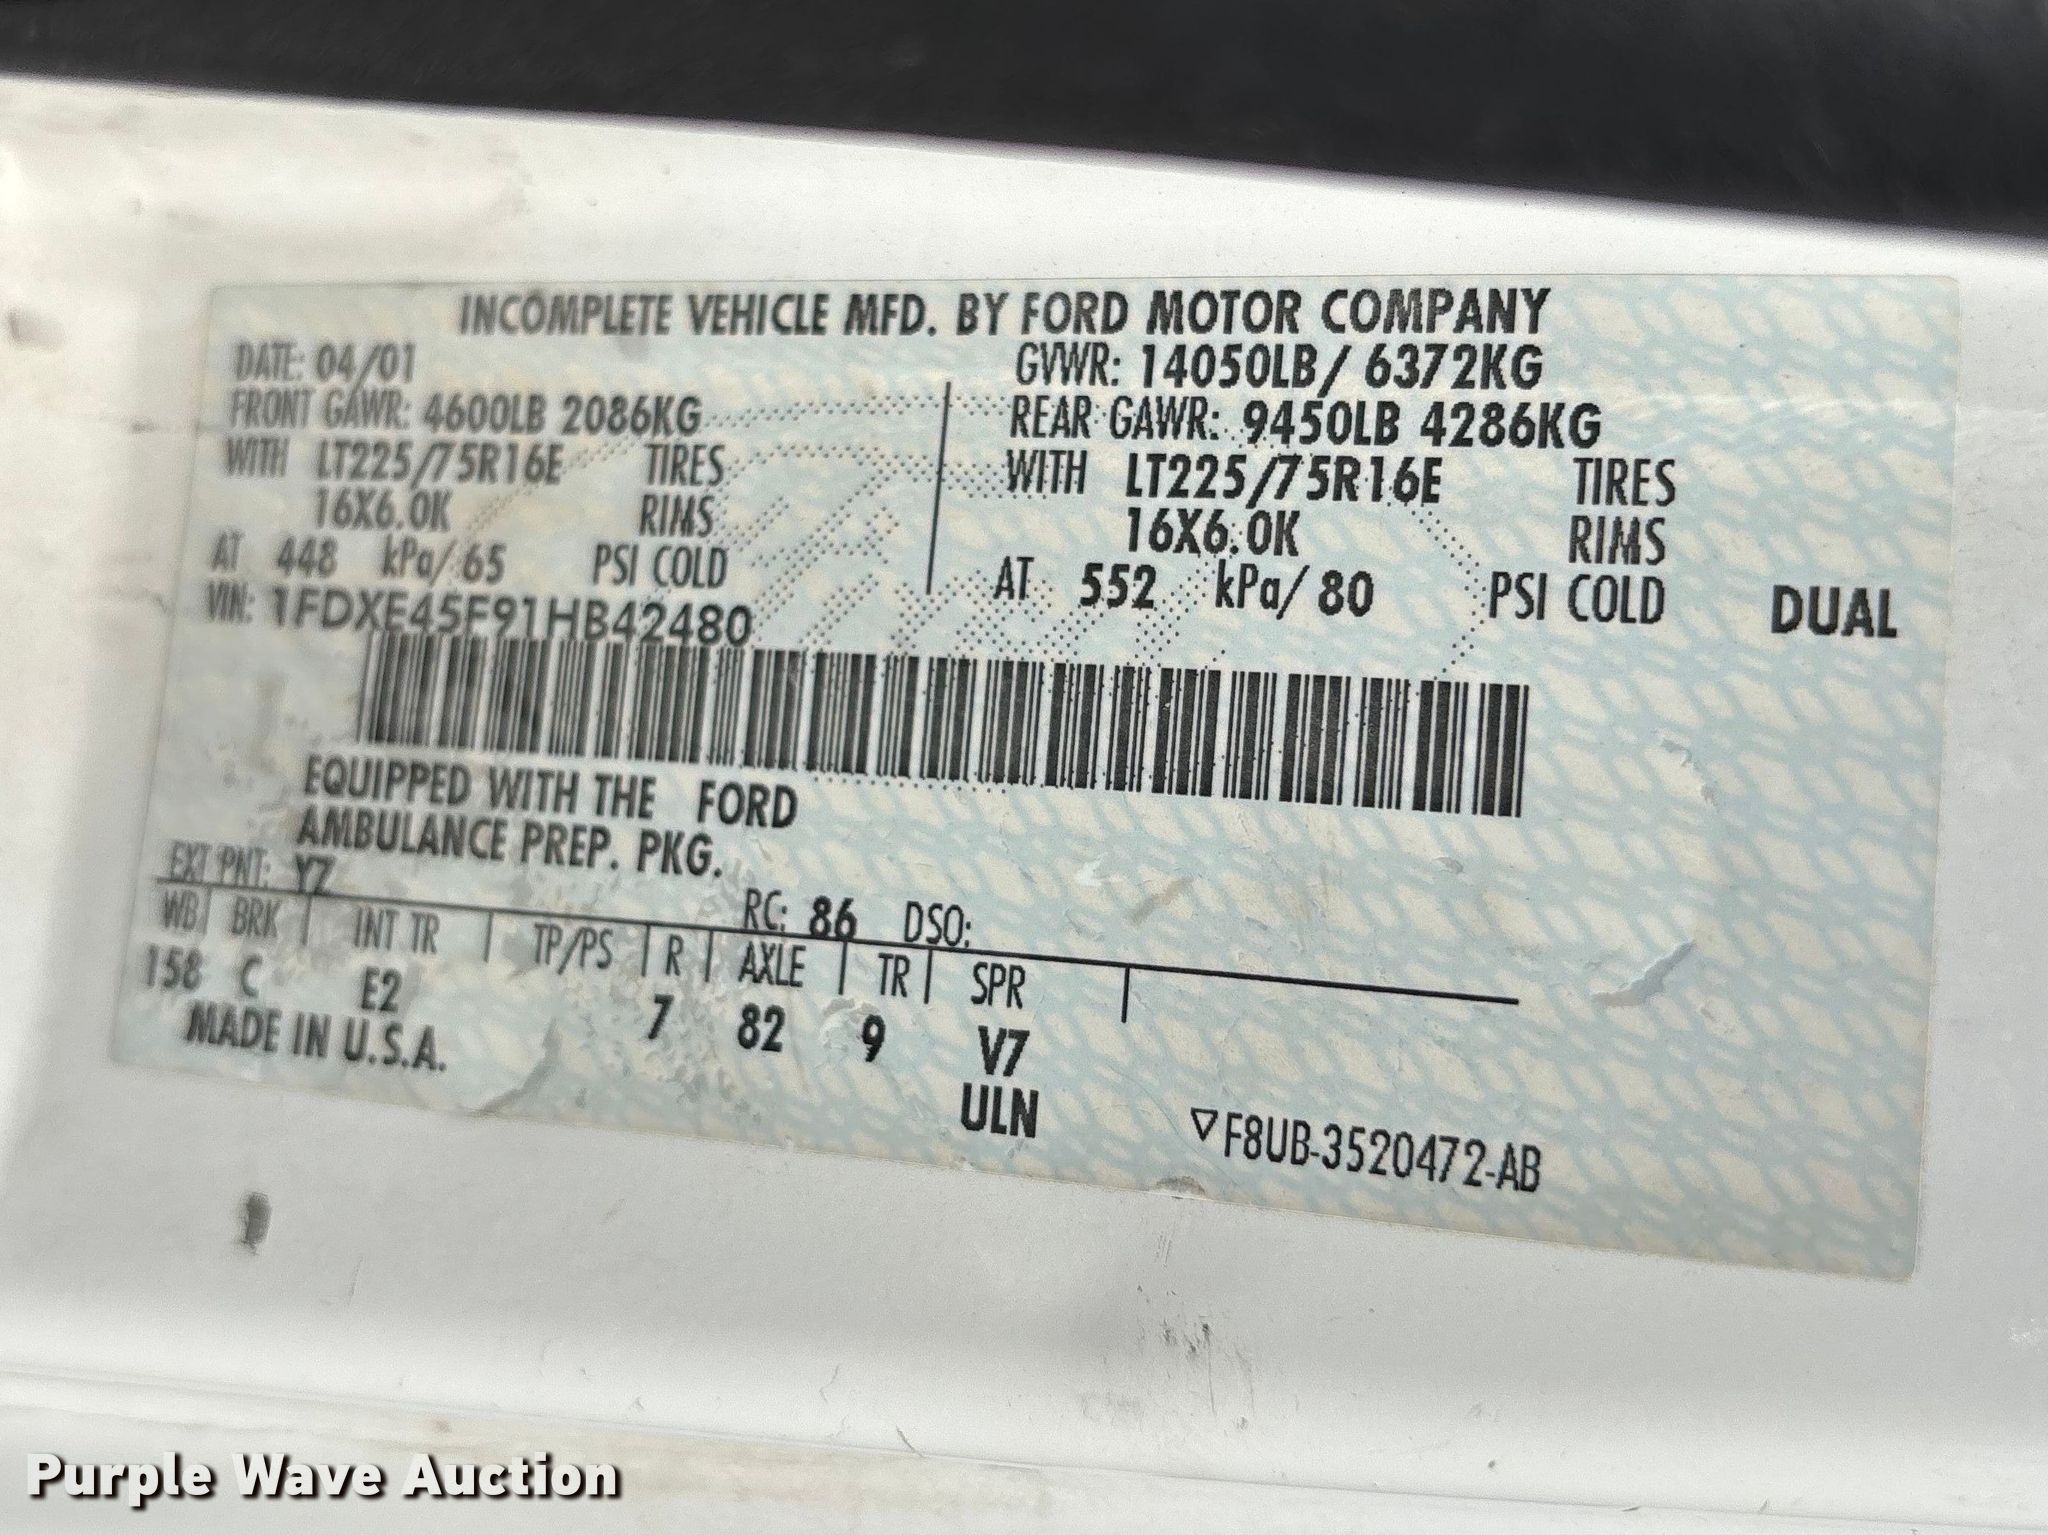 INCOMPLETE VEHICLE MFD. BY FORD MOTOR COMPANY
DATE: 04/01 GVWR: 14050LB/ 6372KG
FRONT GAWR: 4600LB 2086KG REAR GAWR: 9450LB 4286KG
WITH LT225/75R16E TIRES WITH LT225/75R16E TIRES
16X6.0K RIMS 16X6.0K RIMS
AT 448 kPa/ 65 PSI COLD AT 552 kPa/ 80 PSI COLD DUAL
VIN: 1FDXE45F91HB42480
EQUIPPED WITH THE FORD
AMBULANCE PREP. PKG.
EXT PNT: Y7 RC: 86 DSO:
WB BRK INT TR TP/PS R AXLE TR SPR
158 C E2 7 82 9 V7
MADE IN U.S.A. ULN
F8UB-3520472-AB
Purple Wave Auction